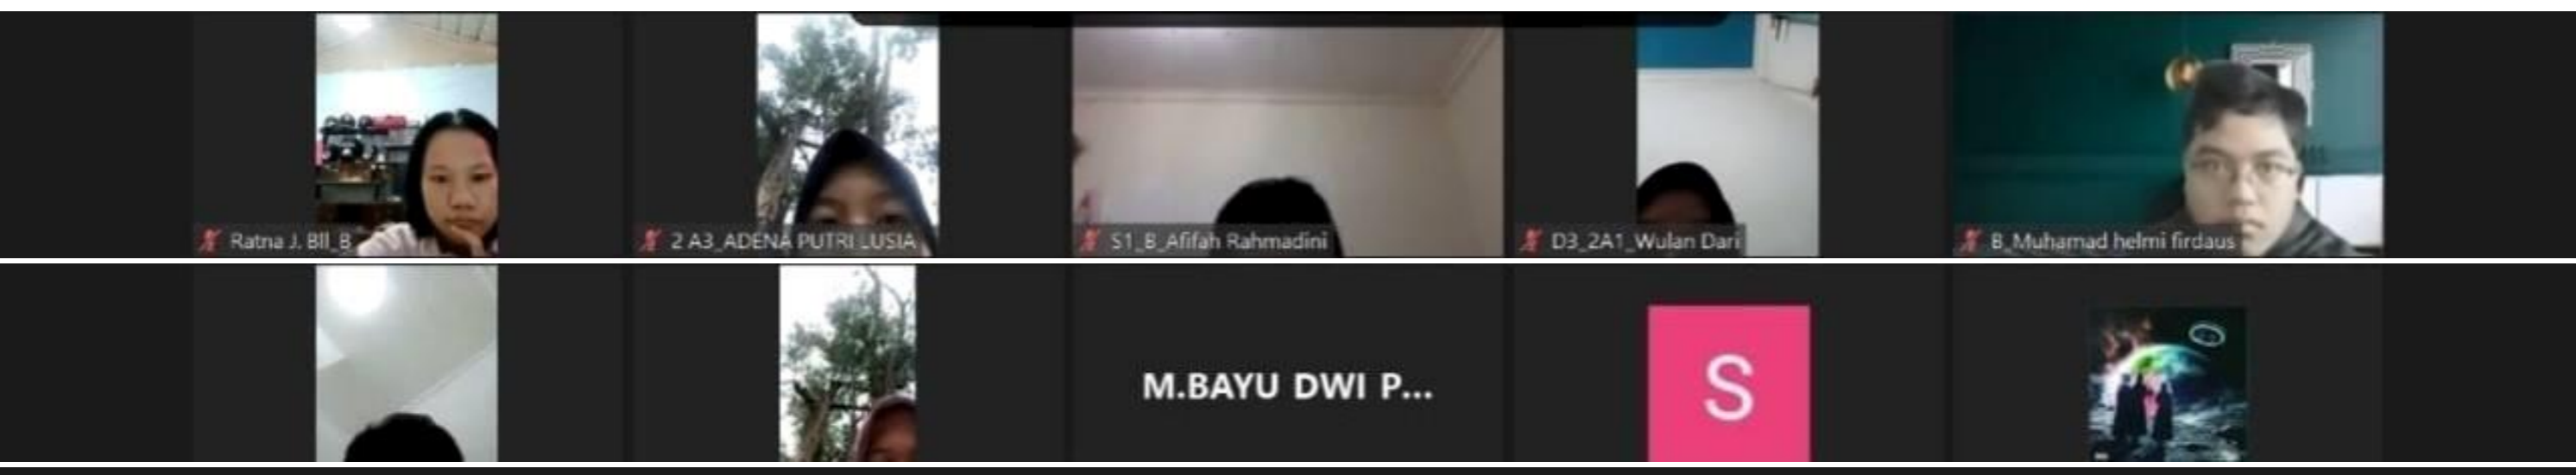 Ratna J. BII_B
2 A3_ADENA PUTRI LUSIA
S1_B_Afifah Rahmadini
D3_2A1_Wulan Dari
B_Muhamad helmi firdaus
M.BAYU DWI P...
S